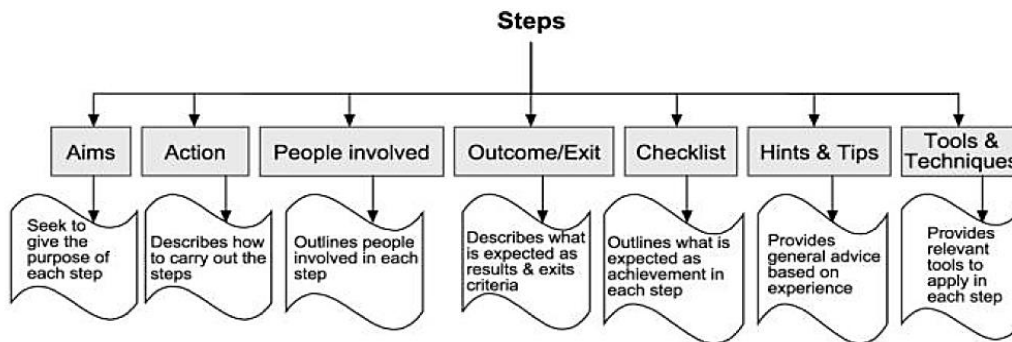 Steps
Aims
Action
People involved
Outcome/Exit
Checklist
Hints & Tips
Tools &
Techniques
Seek to
give the
purpose of
each step
Describes how
to carry out the
steps
Outlines people
involved in each
step
Describes what
is expected as
results & exits
criteria
Outlines what is
expected as
achievement in
each step
Provides
general advice
based on
experience
Provides
relevant
tools to
apply in
each step